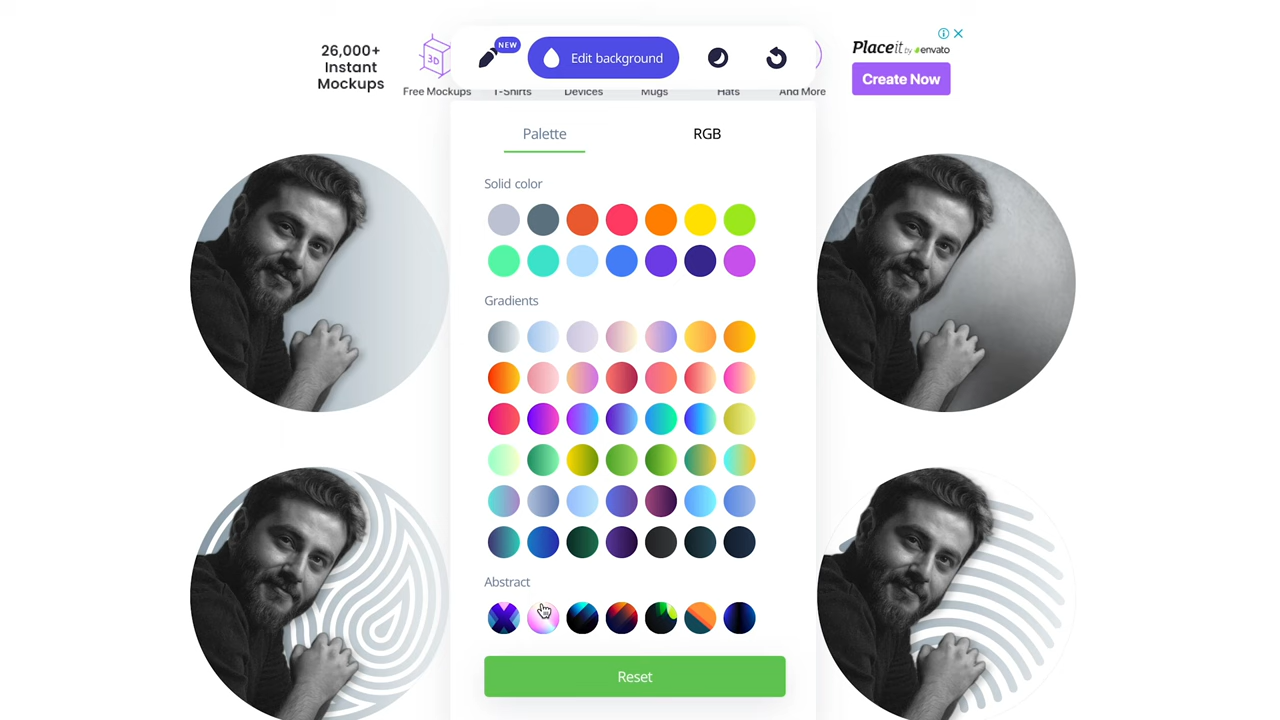 26,000+
Instant
Mockups
3D
Free Mockups
T-Shirts
Devices
Mugs
Hats
And More
NEW
Edit background
Placeit by envato
Create Now
Palette
RGB
Solid color
Gradients
Abstract
Reset